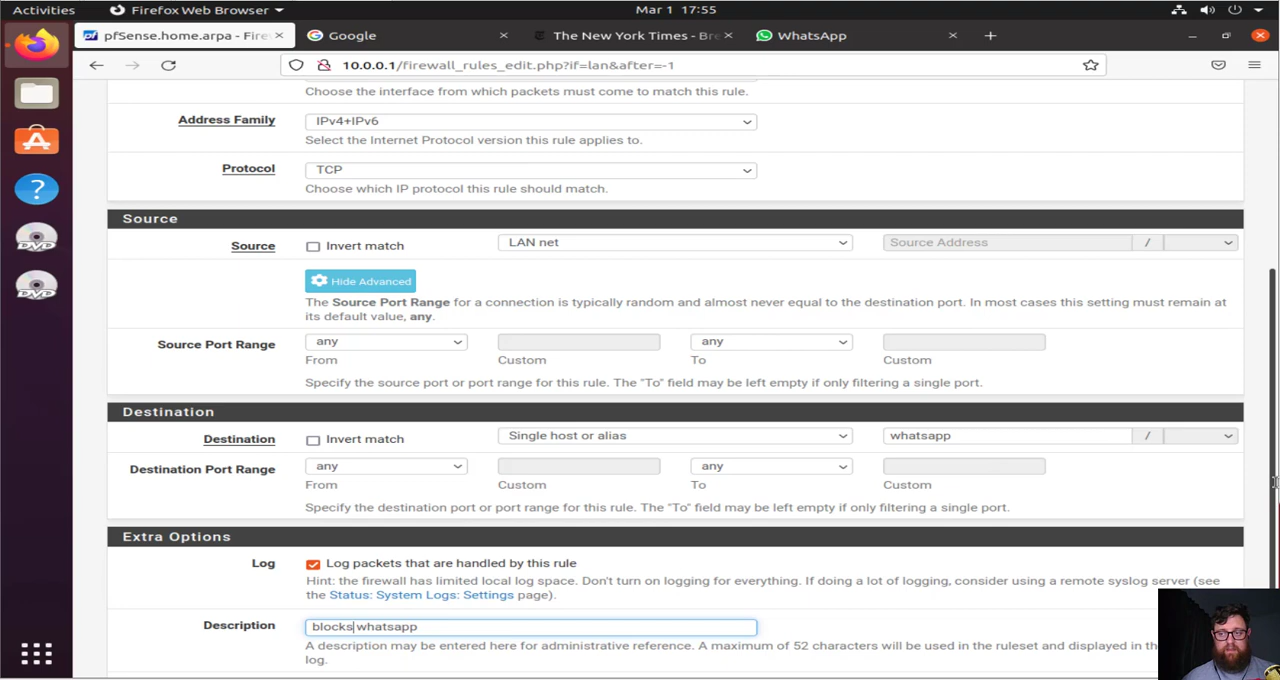 Activities
Firefox Web Browser
Mar 1 17:55
pfSense.home.arpa - Fire
Google
The New York Times - Bre
WhatsApp
10.0.0.1/firewall_rules_edit.php?if=lan&after=-1
Choose the interface from which packets must come to match this rule.
Address Family
IPv4+IPv6
Select the Internet Protocol version this rule applies to.
Protocol
TCP
Choose which IP protocol this rule should match.
Source
Source
Invert match
LAN net
Source Address
/
Hide Advanced
The Source Port Range for a connection is typically random and almost never equal to the destination port. In most cases this setting must remain at
its default value, any.
Source Port Range
any
any
From
Custom
To
Custom
Specify the source port or port range for this rule. The "To" field may be left empty if only filtering a single port.
Destination
Destination
Invert match
Single host or alias
whatsapp
/
Destination Port Range
any
any
From
Custom
To
Custom
Specify the destination port or port range for this rule. The "To" field may be left empty if only filtering a single port.
Extra Options
Log
Log packets that are handled by this rule
Hint: the firewall has limited local log space. Don't turn on logging for everything. If doing a lot of logging, consider using a remote syslog server (see
the Status: System Logs: Settings page).
Description
blocks whatsapp
A description may be entered here for administrative reference. A maximum of 52 characters will be used in the ruleset and displayed in the
log.